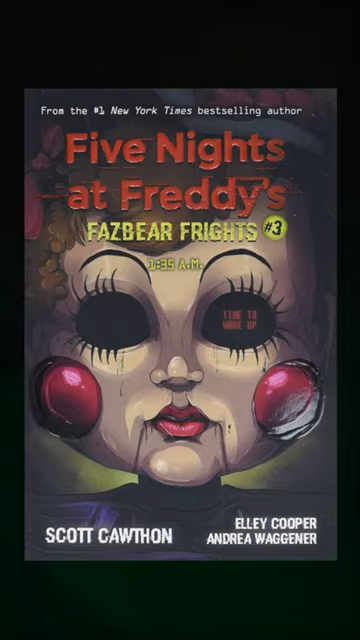 From the #1 New York Times bestselling author
Five Nights
at Freddy's
FAZBEAR FRIGHTS #3
1:35 A.M.
TIME TO
WAKE UP
SCOTT CAWTHON
ELLEY COOPER
ANDREA WAGGENER